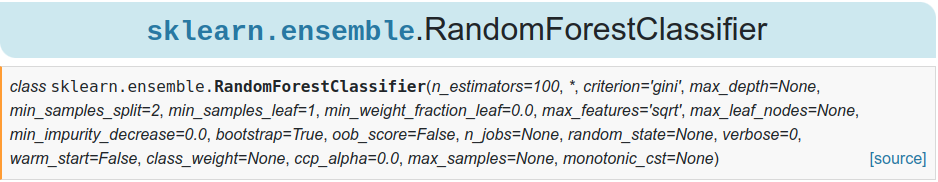 sklearn.ensemble.RandomForestClassifier
class sklearn.ensemble.RandomForestClassifier(n_estimators=100, *, criterion='gini', max_depth=None,
min_samples_split=2, min_samples_leaf=1, min_weight_fraction_leaf=0.0, max_features='sqrt', max_leaf_nodes=None,
min_impurity_decrease=0.0, bootstrap=True, oob_score=False, n_jobs=None, random_state=None, verbose=0,
warm_start=False, class_weight=None, ccp_alpha=0.0, max_samples=None, monotonic_cst=None) [source]